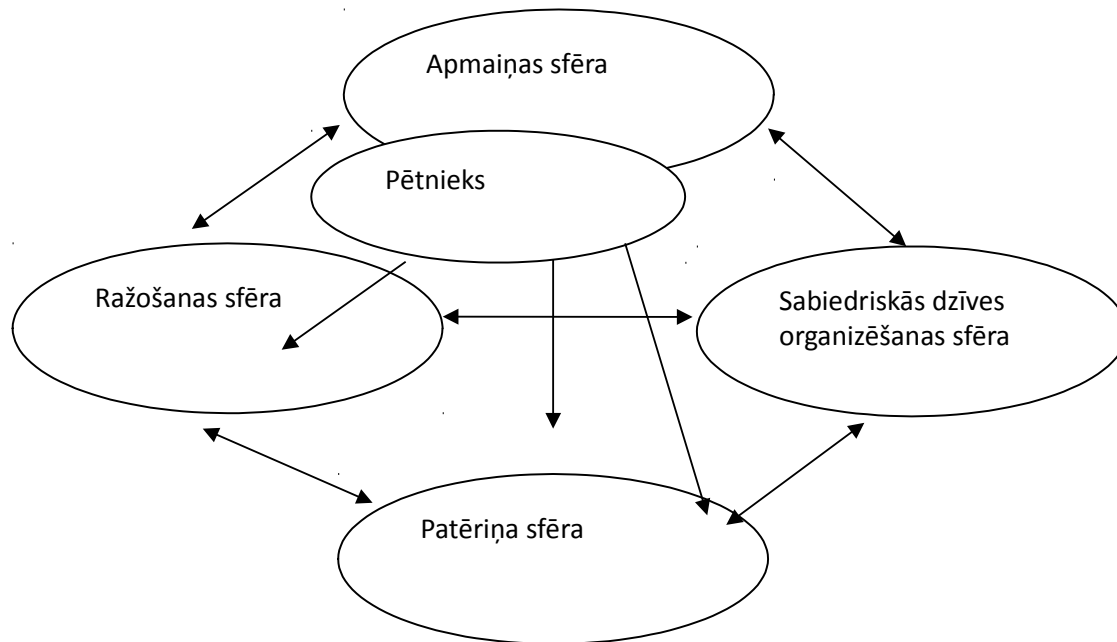 Apmaiņas sfēra
Pētnieks
Ražošanas sfēra
Sabiedriskās dzīves
organizēšanas sfēra
Patēriņa sfēra